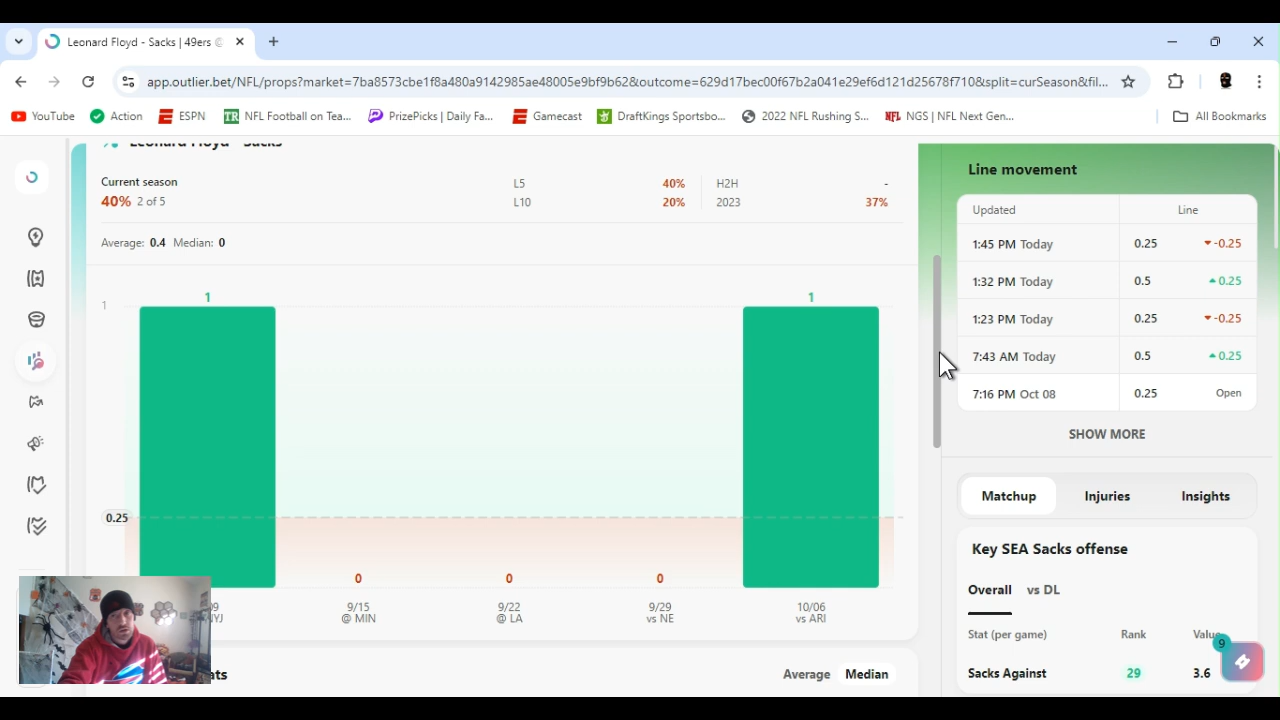 Leonard Floyd - Sacks | 49ers @
app.outlier.bet/NFL/props?market=7ba8573cbe1f8a480a9142985ae48005e9bf9b62&outcome=629d17bec00f67b2a041e29ef6d121d25678f710&split=curSeason&fil...
YouTube Action ESPN NFL Football on Tea... PrizePicks | Daily Fa... Gamecast DraftKings Sportsbo... 2022 NFL Rushing S... NGS | NFL Next Gen... All Bookmarks
Leonard Floyd - Sacks
Current season
40% 2 of 5
L5 40% H2H -
L10 20% 2023 37%
Average: 0.4 Median: 0
1
1
1
0.25
0
0
0
09 9/15 9/22 9/29 10/06
NYJ @ MIN @ LA vs NE vs ARI
ats
Average Median
Line movement
Updated Line
1:45 PM Today 0.25 -0.25
1:32 PM Today 0.5 0.25
1:23 PM Today 0.25 -0.25
7:43 AM Today 0.5 0.25
7:16 PM Oct 08 0.25 Open
SHOW MORE
Matchup Injuries Insights
Key SEA Sacks offense
Overall vs DL
Stat (per game) Rank Value
9
Sacks Against 29 3.6